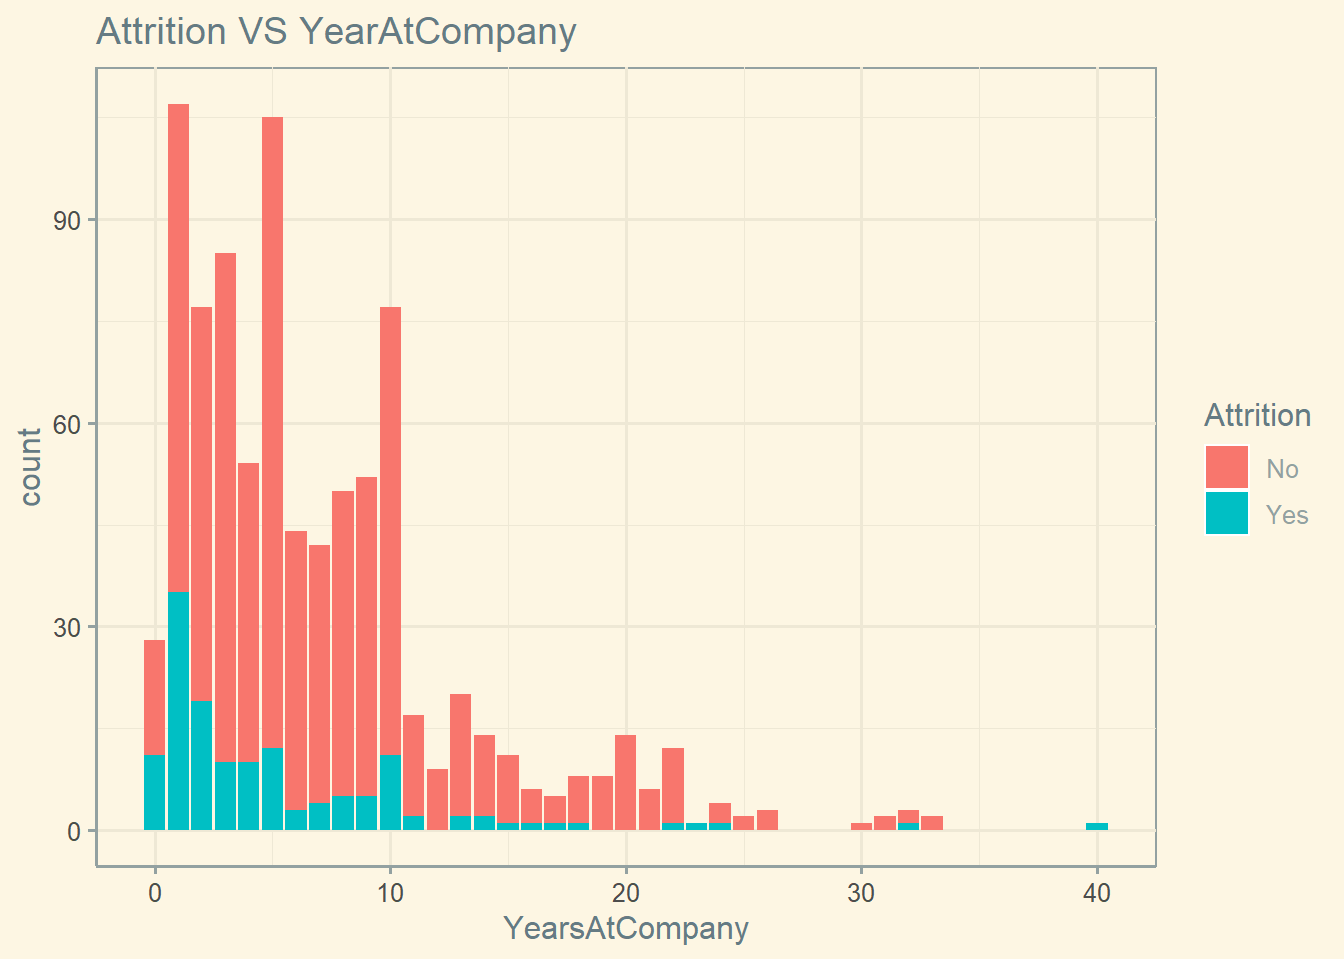 Attrition VS YearAtCompany
90
60
30
0
count
0 10 20 30 40
YearsAtCompany
Attrition
No
Yes